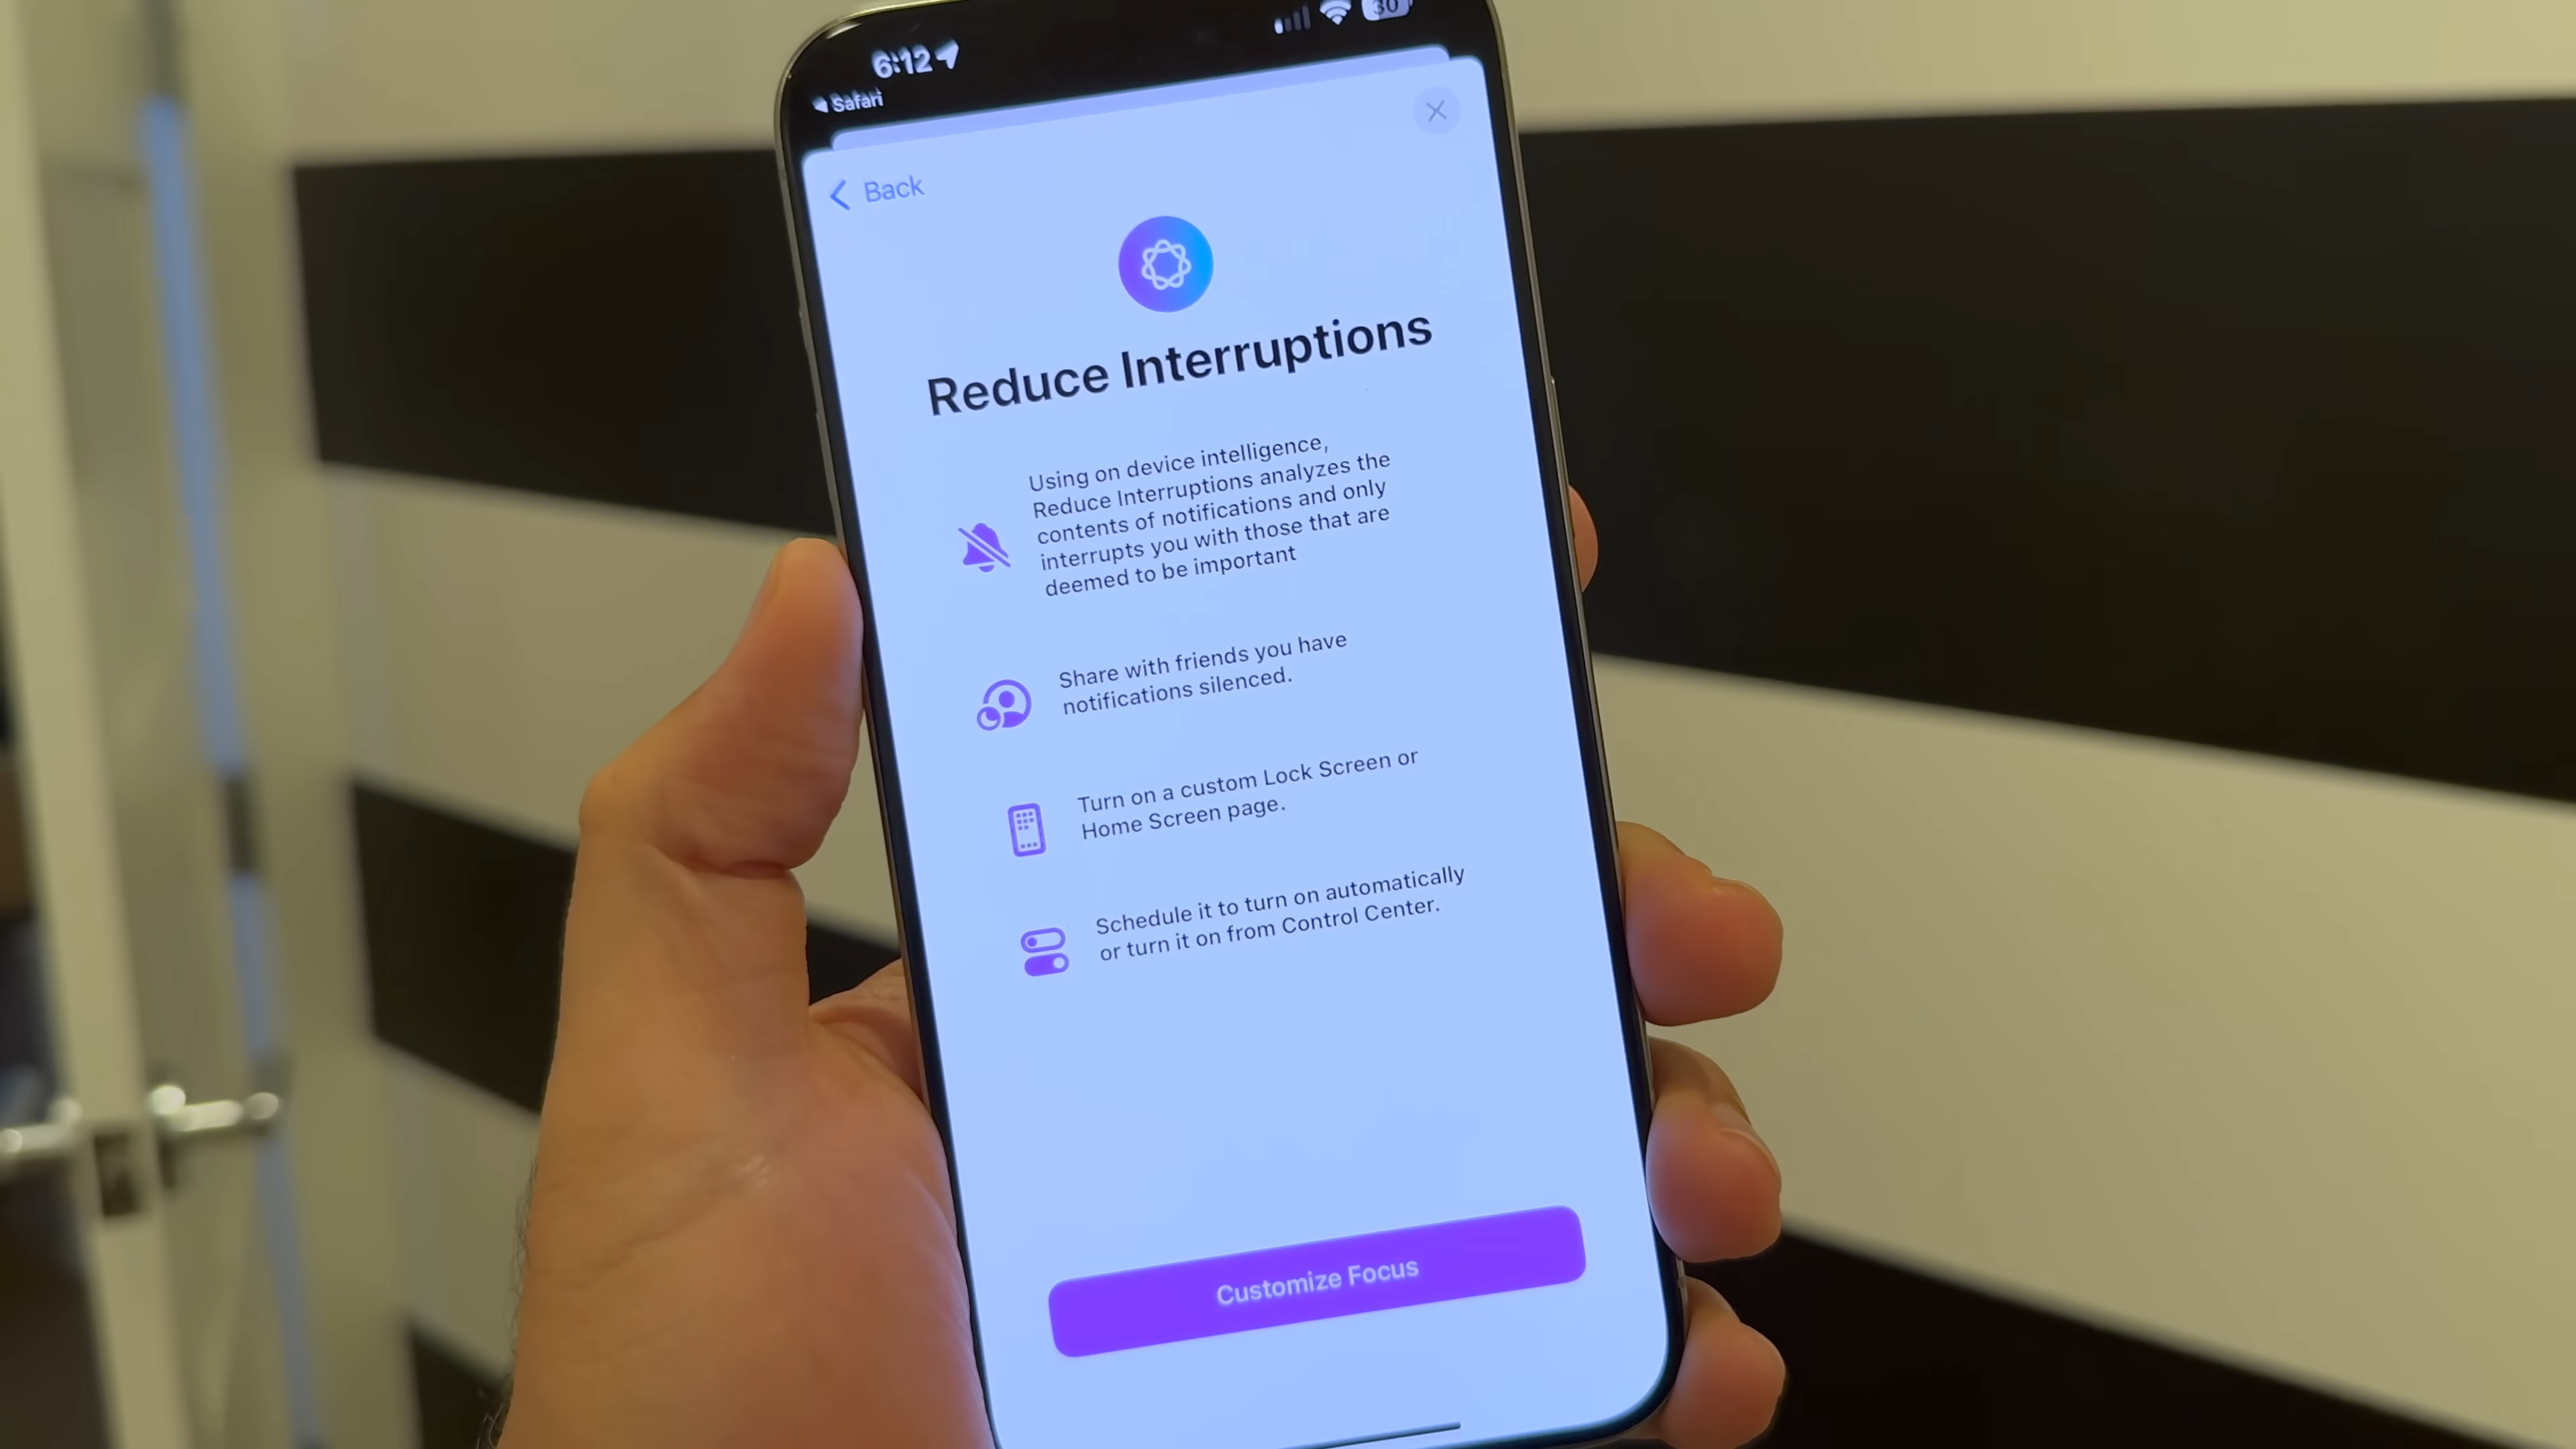 6:12
30
Safari
Back
Reduce Interruptions
Using on device intelligence,
Reduce Interruptions analyzes the
contents of notifications and only
interrupts you with those that are
deemed to be important
Share with friends you have
notifications silenced.
Turn on a custom Lock Screen or
Home Screen page.
Schedule it to turn on automatically
or turn it on from Control Center.
Customize Focus